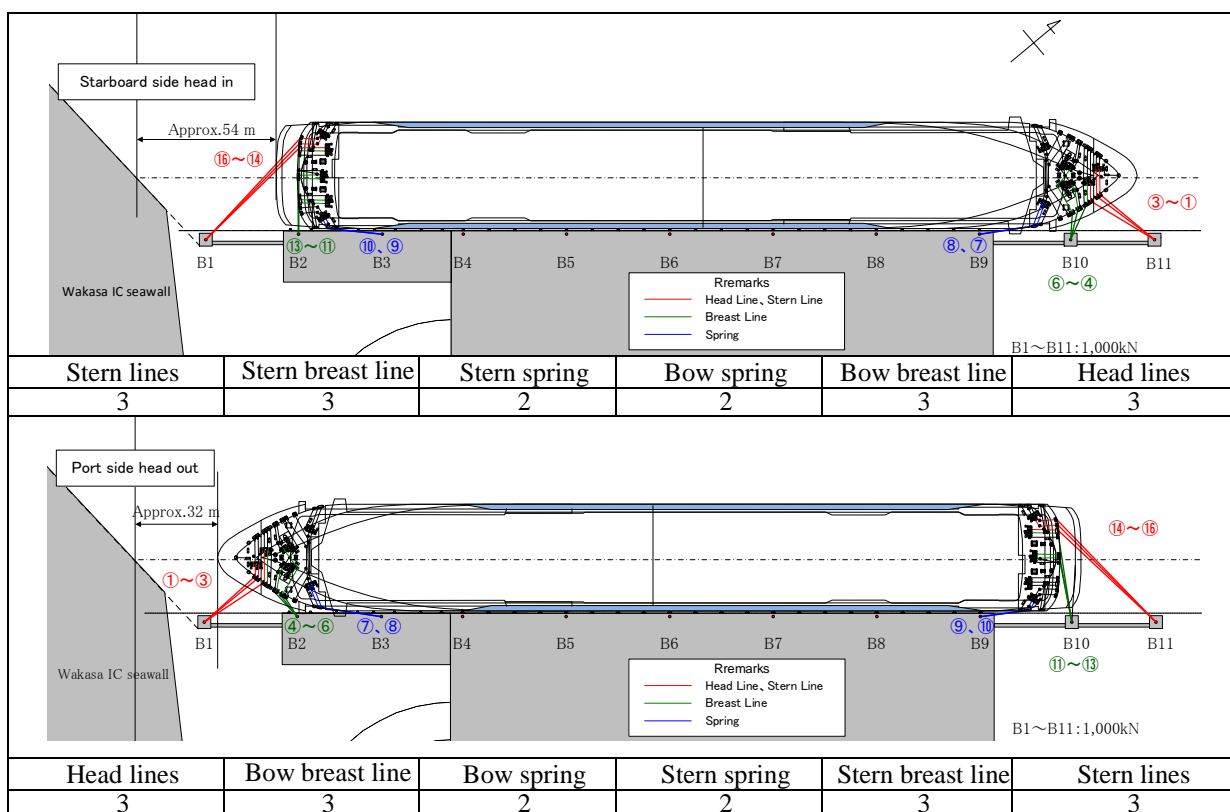 Starboard side head in
Approx.54 m
⑯～⑭
③～①
⑬～⑪
⑩、⑨
⑧、⑦
B1 B2 B3 B4 B5 B6 B7 B8 B9 B10 B11
⑥～④
Wakasa IC seawall
Rremarks
Head Line、Stern Line
Breast Line
Spring
B1～B11:1,000kN
Stern lines Stern breast line Stern spring Bow spring Bow breast line Head lines
3 3 2 2 3 3
Port side head out
Approx.32 m
⑭～⑯
①～③
④～⑥
⑦、⑧
⑨、⑩
B1 B2 B3 B4 B5 B6 B7 B8 B9 B10 B11
⑪～⑬
Wakasa IC seawall
Rremarks
Head Line、Stern Line
Breast Line
Spring
B1～B11:1,000kN
Head lines Bow breast line Bow spring Stern spring Stern breast line Stern lines
3 3 2 2 3 3